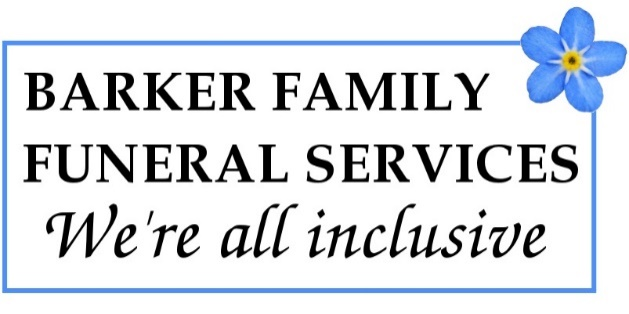 BARKER FAMILY
FUNERAL SERVICES
We're all inclusive